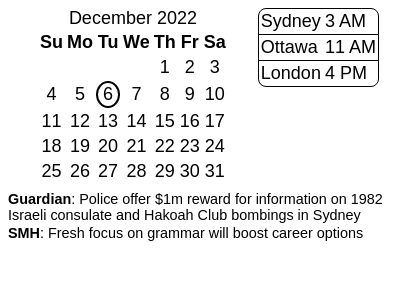 December 2022
Su Mo Tu We Th Fr Sa
1 2 3
4 5 6 7 8 9 10
11 12 13 14 15 16 17
18 19 20 21 22 23 24
25 26 27 28 29 30 31
Sydney 3 AM
Ottawa 11 AM
London 4 PM
Guardian: Police offer $1m reward for information on 1982
Israeli consulate and Hakoah Club bombings in Sydney
SMH: Fresh focus on grammar will boost career options